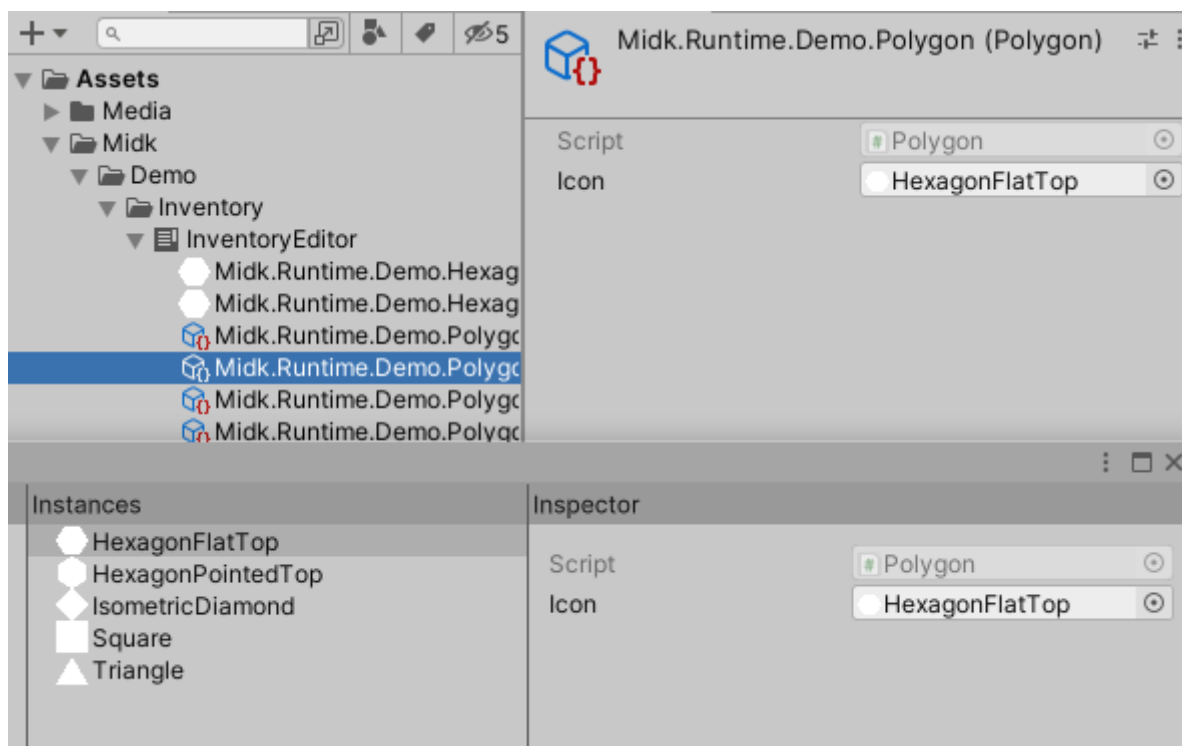 5
Assets
Media
Midk
Demo
Inventory
InventoryEditor
Midk.Runtime.Demo.Hexag
Midk.Runtime.Demo.Hexag
Midk.Runtime.Demo.Polygo
Midk.Runtime.Demo.Polygo
Midk.Runtime.Demo.Polygo
Midk.Runtime.Demo.Polygo
Midk.Runtime.Demo.Polygon (Polygon)
Script
# Polygon
Icon
HexagonFlatTop
Instances
HexagonFlatTop
HexagonPointedTop
IsometricDiamond
Square
Triangle
Inspector
Script
# Polygon
Icon
HexagonFlatTop